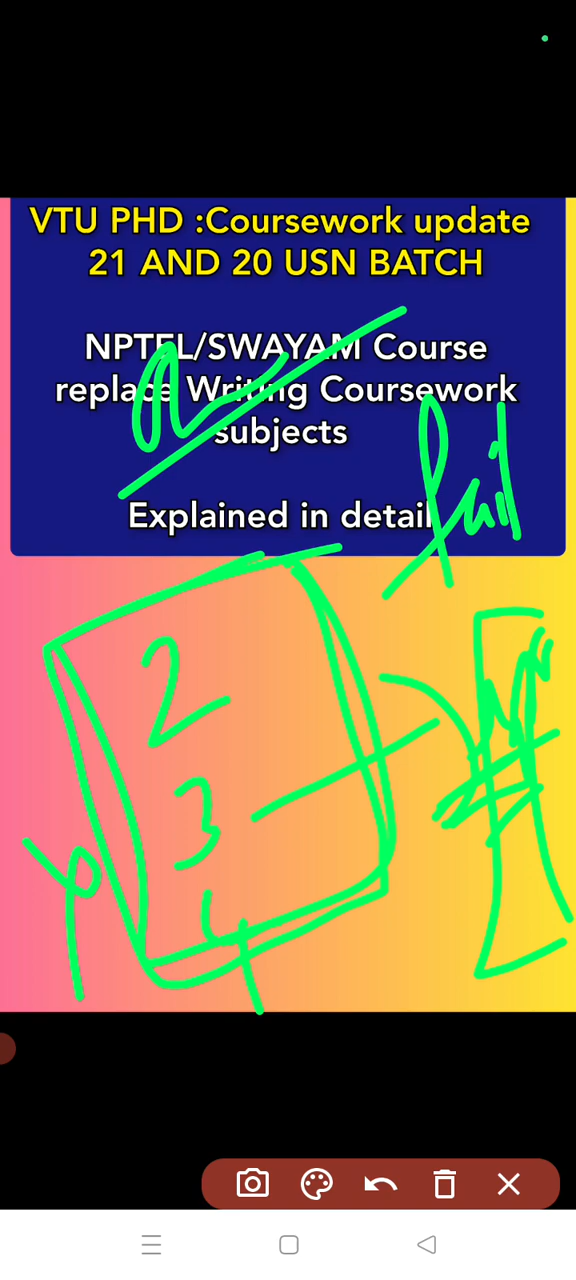 VTU PHD :Coursework update
21 AND 20 USN BATCH
NPTEL/SWAYAM Course
replace Writing Coursework
subjects
Explained in detail
fail
2
3
4